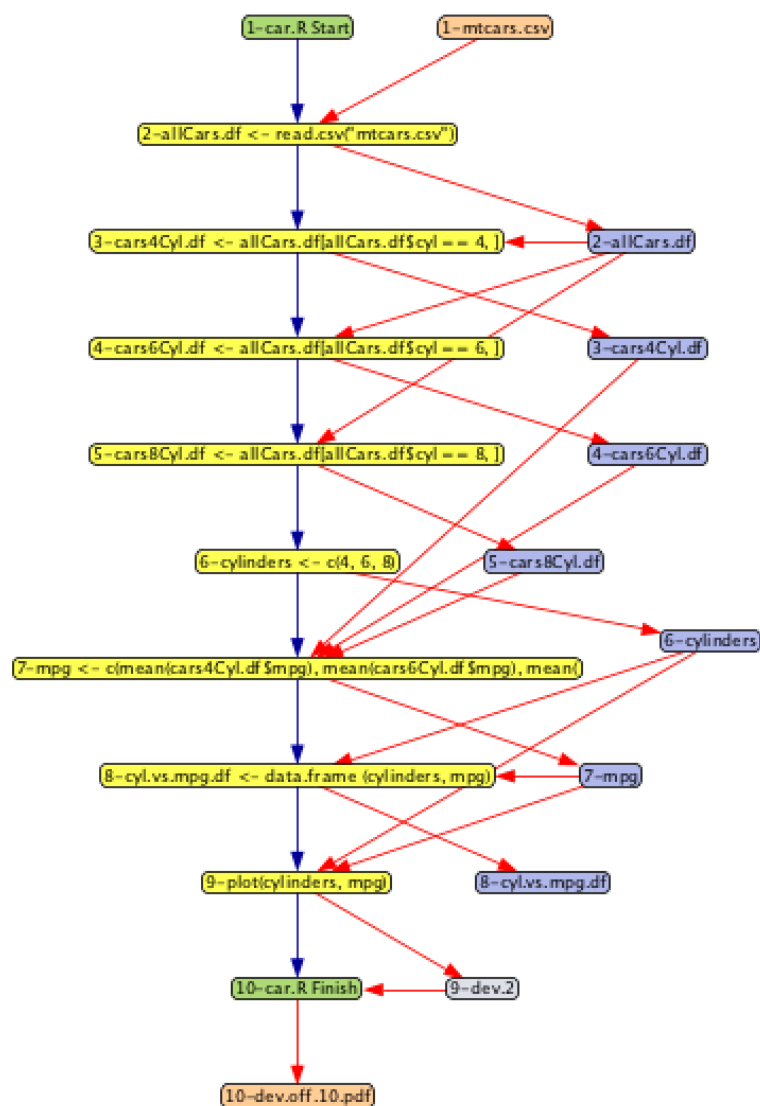 1-car.R Start
1-mtcars.csv
2-allCars.df <- read.csv("mtcars.csv")
3-cars4Cyl.df <- allCars.df[allCars.df$cyl == 4, ]
2-allCars.df
4-cars6Cyl.df <- allCars.df[allCars.df$cyl == 6, ]
3-cars4Cyl.df
5-cars8Cyl.df <- allCars.df[allCars.df$cyl == 8, ]
4-cars6Cyl.df
6-cylinders <- c(4, 6, 8)
5-cars8Cyl.df
6-cylinders
7-mpg <- c(mean(cars4Cyl.df$mpg), mean(cars6Cyl.df$mpg), mean(
8-cyl.vs.mpg.df <- data.frame (cylinders, mpg)
7-mpg
9-plot(cylinders, mpg)
8-cyl.vs.mpg.df
10-car.R Finish
9-dev.2
10-dev.off.10.pdf